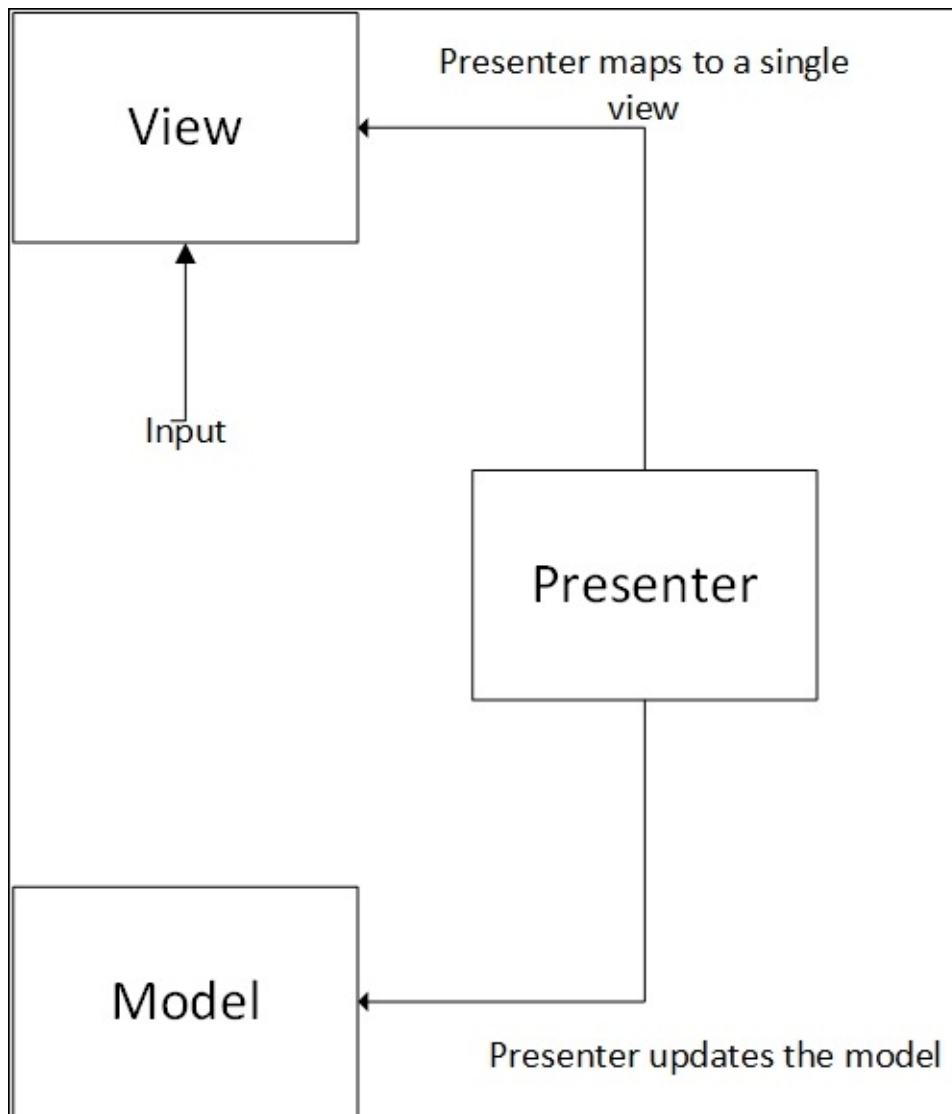 View
Presenter maps to a single
view
Input
Presenter
Model
Presenter updates the model